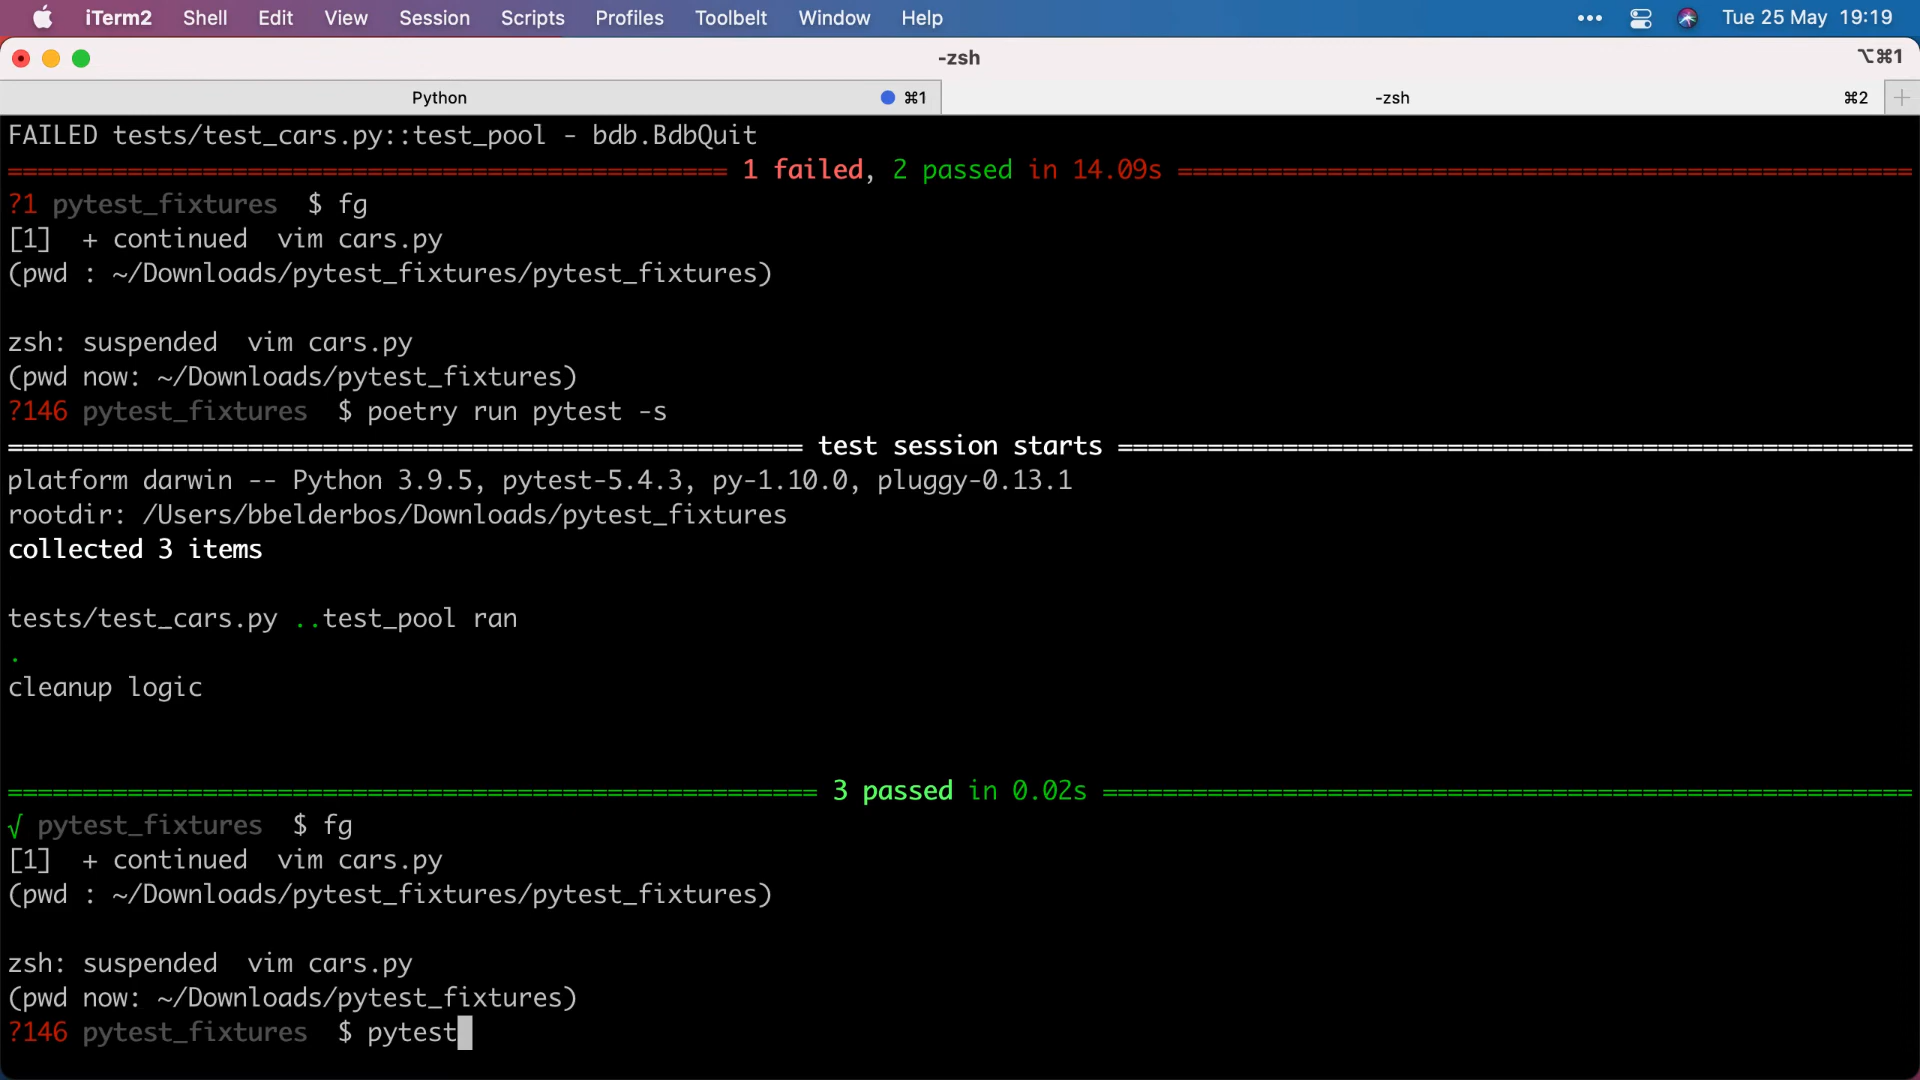 iTerm2 Shell Edit View Session Scripts Profiles Toolbelt Window Help ••• Tue 25 May 19:19
-zsh ⌥⌘1
Python ⌘1 -zsh ⌘2 +
FAILED tests/test_cars.py::test_pool - bdb.BdbQuit
================================================ 1 failed, 2 passed in 14.09s =================================================
?1 pytest_fixtures  $ fg
[1]  + continued  vim cars.py
(pwd : ~/Downloads/pytest_fixtures/pytest_fixtures)
zsh: suspended  vim cars.py
(pwd now: ~/Downloads/pytest_fixtures)
?146 pytest_fixtures  $ poetry run pytest -s
===================================================== test session starts =====================================================
platform darwin -- Python 3.9.5, pytest-5.4.3, py-1.10.0, pluggy-0.13.1
rootdir: /Users/bbelderbos/Downloads/pytest_fixtures
collected 3 items
tests/test_cars.py ..test_pool ran
.
cleanup logic
====================================================== 3 passed in 0.02s ======================================================
√ pytest_fixtures  $ fg
[1]  + continued  vim cars.py
(pwd : ~/Downloads/pytest_fixtures/pytest_fixtures)
zsh: suspended  vim cars.py
(pwd now: ~/Downloads/pytest_fixtures)
?146 pytest_fixtures  $ pytest